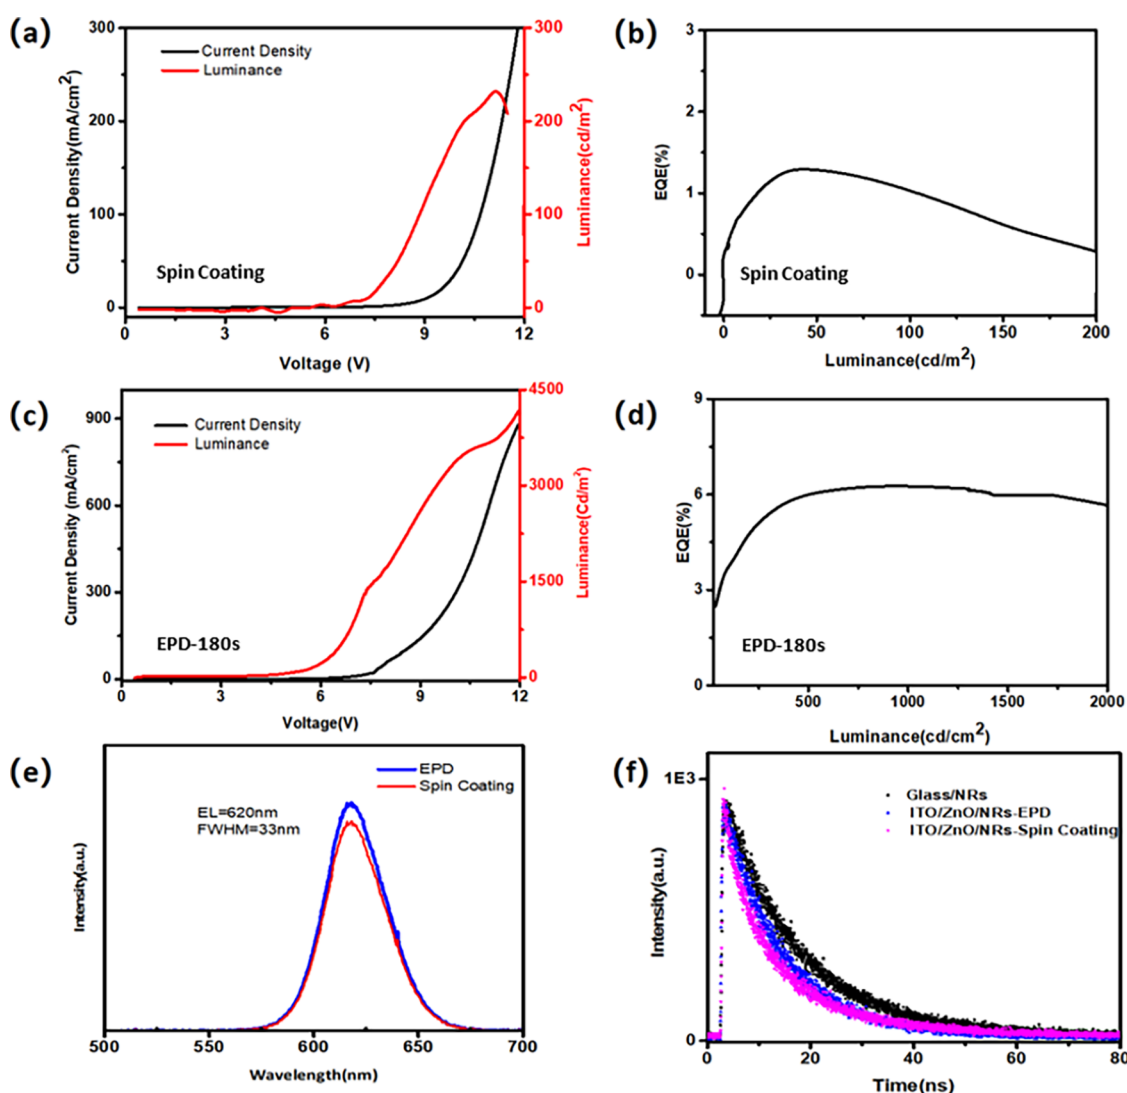 (a)
300
200
100
0
Current Density(mA/cm2)
Current Density
Luminance
Spin Coating
300
200
100
0
Luminance(cd/m2)
0 3 6 9 12
Voltage (V)
(b)
3
2
1
0
EQE(%)
Spin Coating
0 50 100 150 200
Luminance(cd/m2)
(c)
900
600
300
0
Current Density (mA/cm2)
Current Density
Luminance
EPD-180s
4500
3000
1500
0
Luminance(Cd/m2)
0 3 6 9 12
Voltage(V)
(d)
9
6
3
0
EQE(%)
EPD-180s
500 1000 1500 2000
Luminance(cd/cm2)
(e)
Intensity(a.u.)
EPD
Spin Coating
EL=620nm
FWHM=33nm
500 550 600 650 700
Wavelength(nm)
(f)
1E3
0
Intensity(a.u.)
Glass/NRs
ITO/ZnO/NRs-EPD
ITO/ZnO/NRs-Spin Coating
0 20 40 60 80
Time(ns)